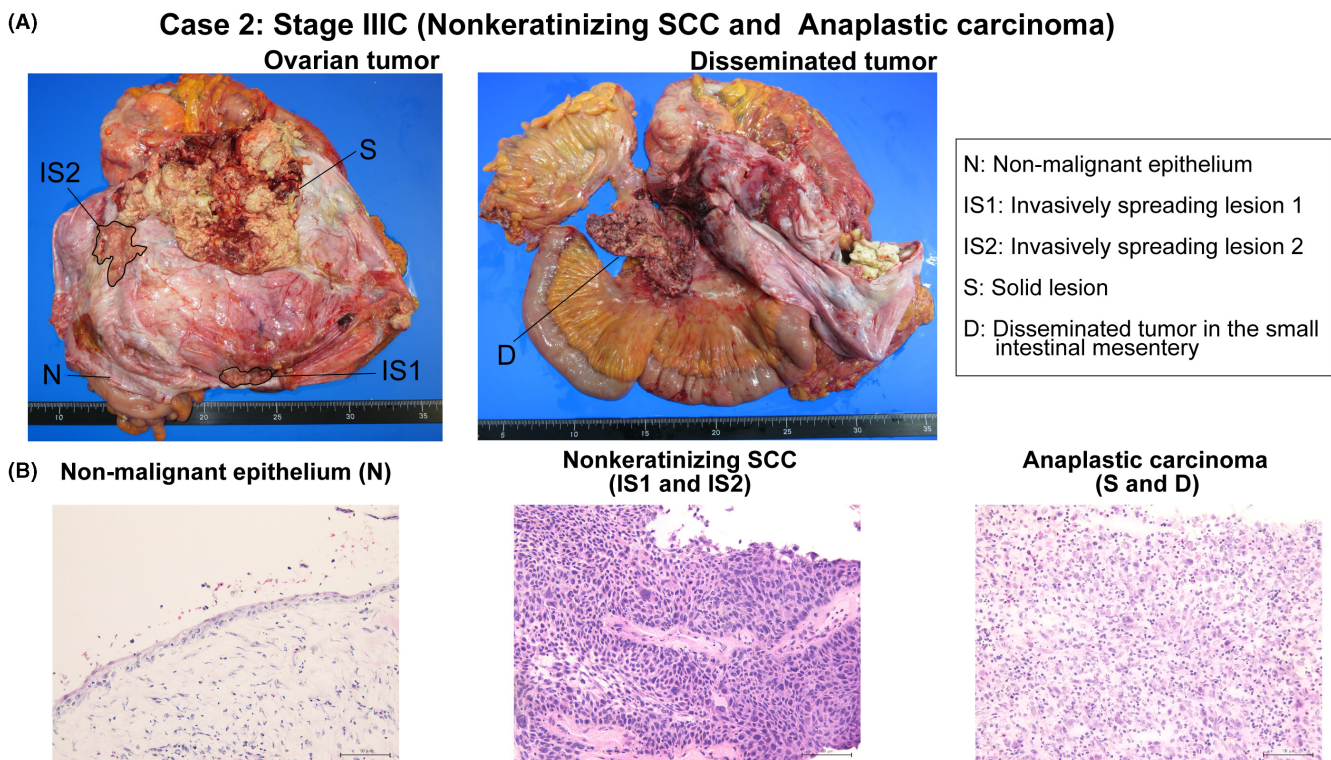 (A)
Case 2: Stage IIIC (Nonkeratinizing SCC and Anaplastic carcinoma)
Ovarian tumor
Disseminated tumor
IS2
S
N
IS1
10
20
25
30
35
D
5
10
15
20
25
30
35
N: Non-malignant epithelium
IS1: Invasively spreading lesion 1
IS2: Invasively spreading lesion 2
S: Solid lesion
D: Disseminated tumor in the small
intestinal mesentery
(B)
Non-malignant epithelium (N)
Nonkeratinizing SCC
(IS1 and IS2)
Anaplastic carcinoma
(S and D)